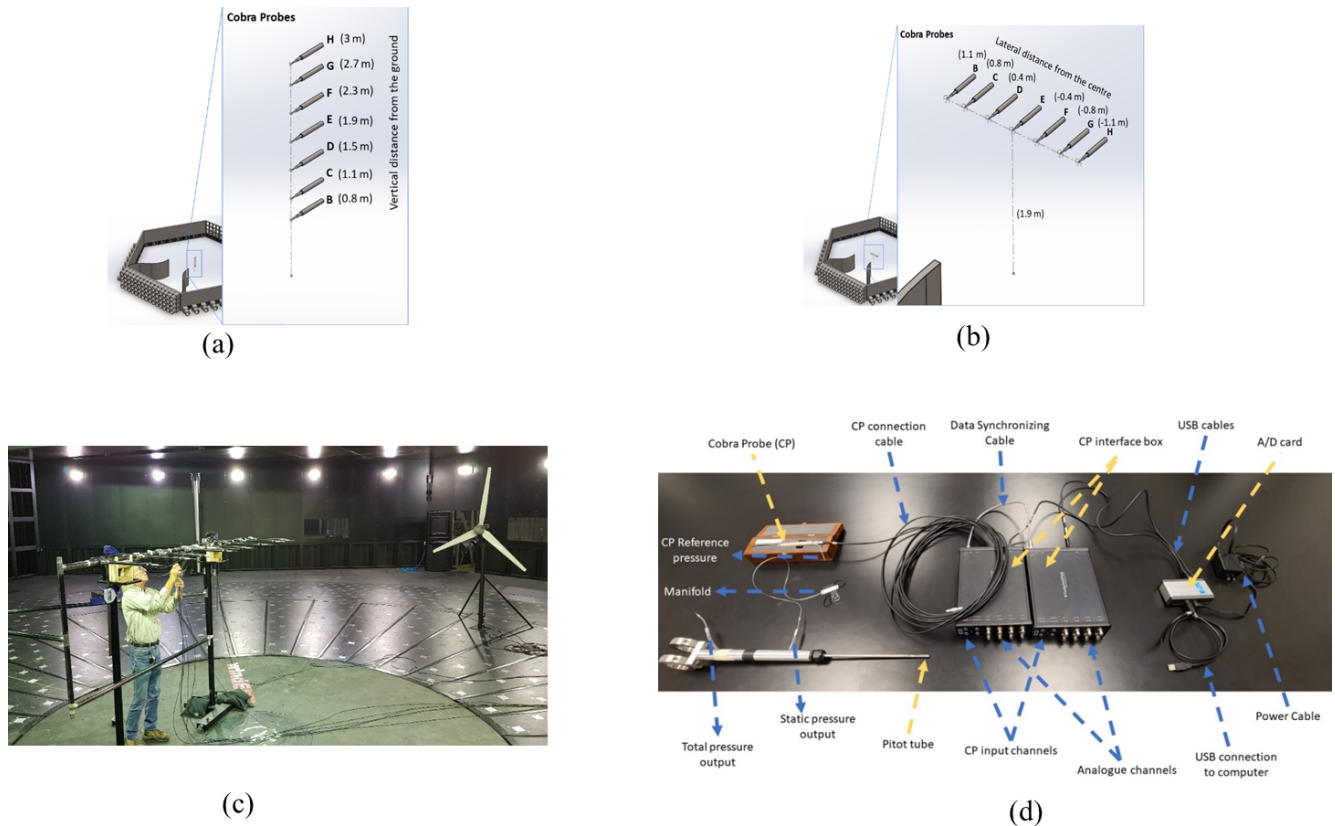 Cobra Probes
H (3 m)
G (2.7 m)
F (2.3 m)
E (1.9 m)
D (1.5 m)
C (1.1 m)
B (0.8 m)
Vertical distance from the ground
(a)
Cobra Probes
Lateral distance from the centre
(1.1 m)
B (0.8 m)
C (0.4 m)
D
E (-0.4 m)
F (-0.8 m)
G (-1.1 m)
H
(1.9 m)
(b)
(c)
Cobra Probe (CP)
CP connection
cable
Data Synchronizing
Cable
CP interface box
USB cables
A/D card
CP Reference
pressure
Manifold
Total pressure
output
Static pressure
output
Pitot tube
CP input channels
Analogue channels
USB connection
to computer
Power Cable
(d)